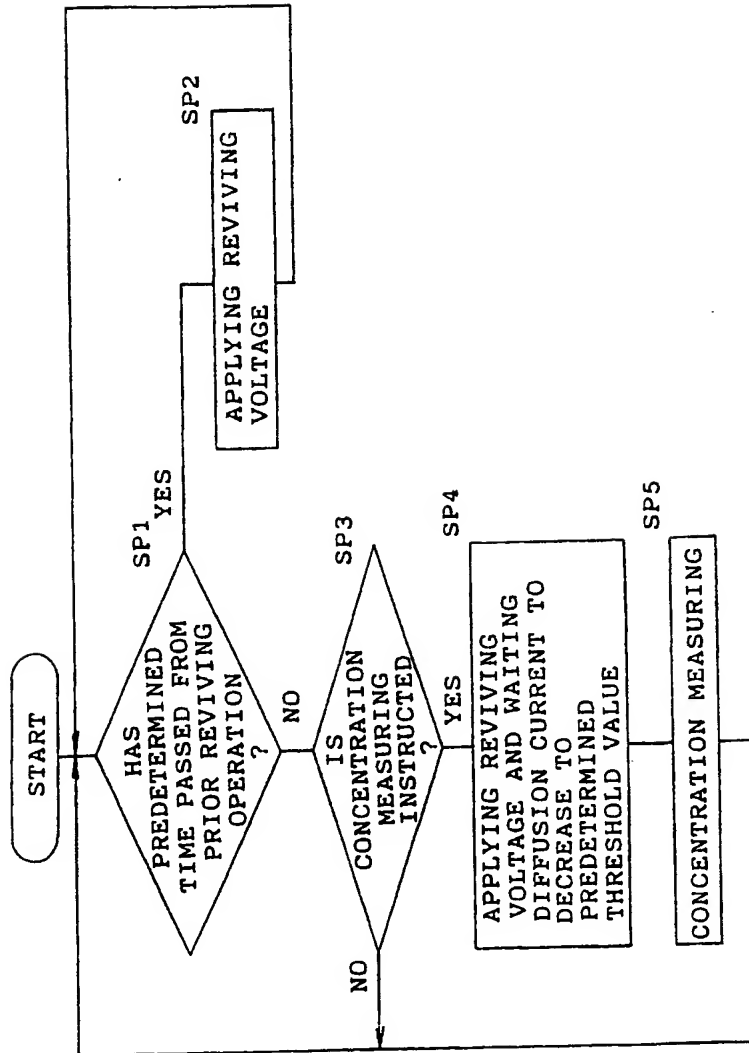 START
SP1
HAS
PREDETERMINED
TIME PASSED FROM
PRIOR REVIVING
OPERATION
?
YES
SP2
APPLYING REVIVING
VOLTAGE
NO
SP3
IS
CONCENTRATION
MEASURING
INSTRUCTED
?
NO
YES
SP4
APPLYING REVIVING
VOLTAGE AND WAITING
DIFFUSION CURRENT TO
DECREASE TO
PREDETERMINED
THRESHOLD VALUE
SP5
CONCENTRATION MEASURING